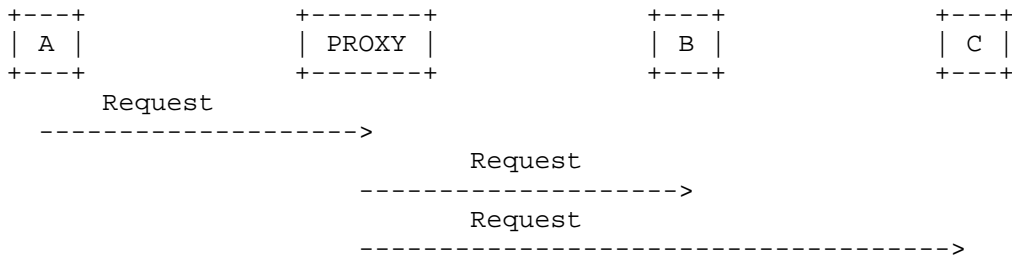 +---+ +-------+ +---+ +---+
| A | | PROXY | | B | | C |
+---+ +-------+ +---+ +---+
Request
-------------------->
Request
-------------------->
Request
------------------------------------->